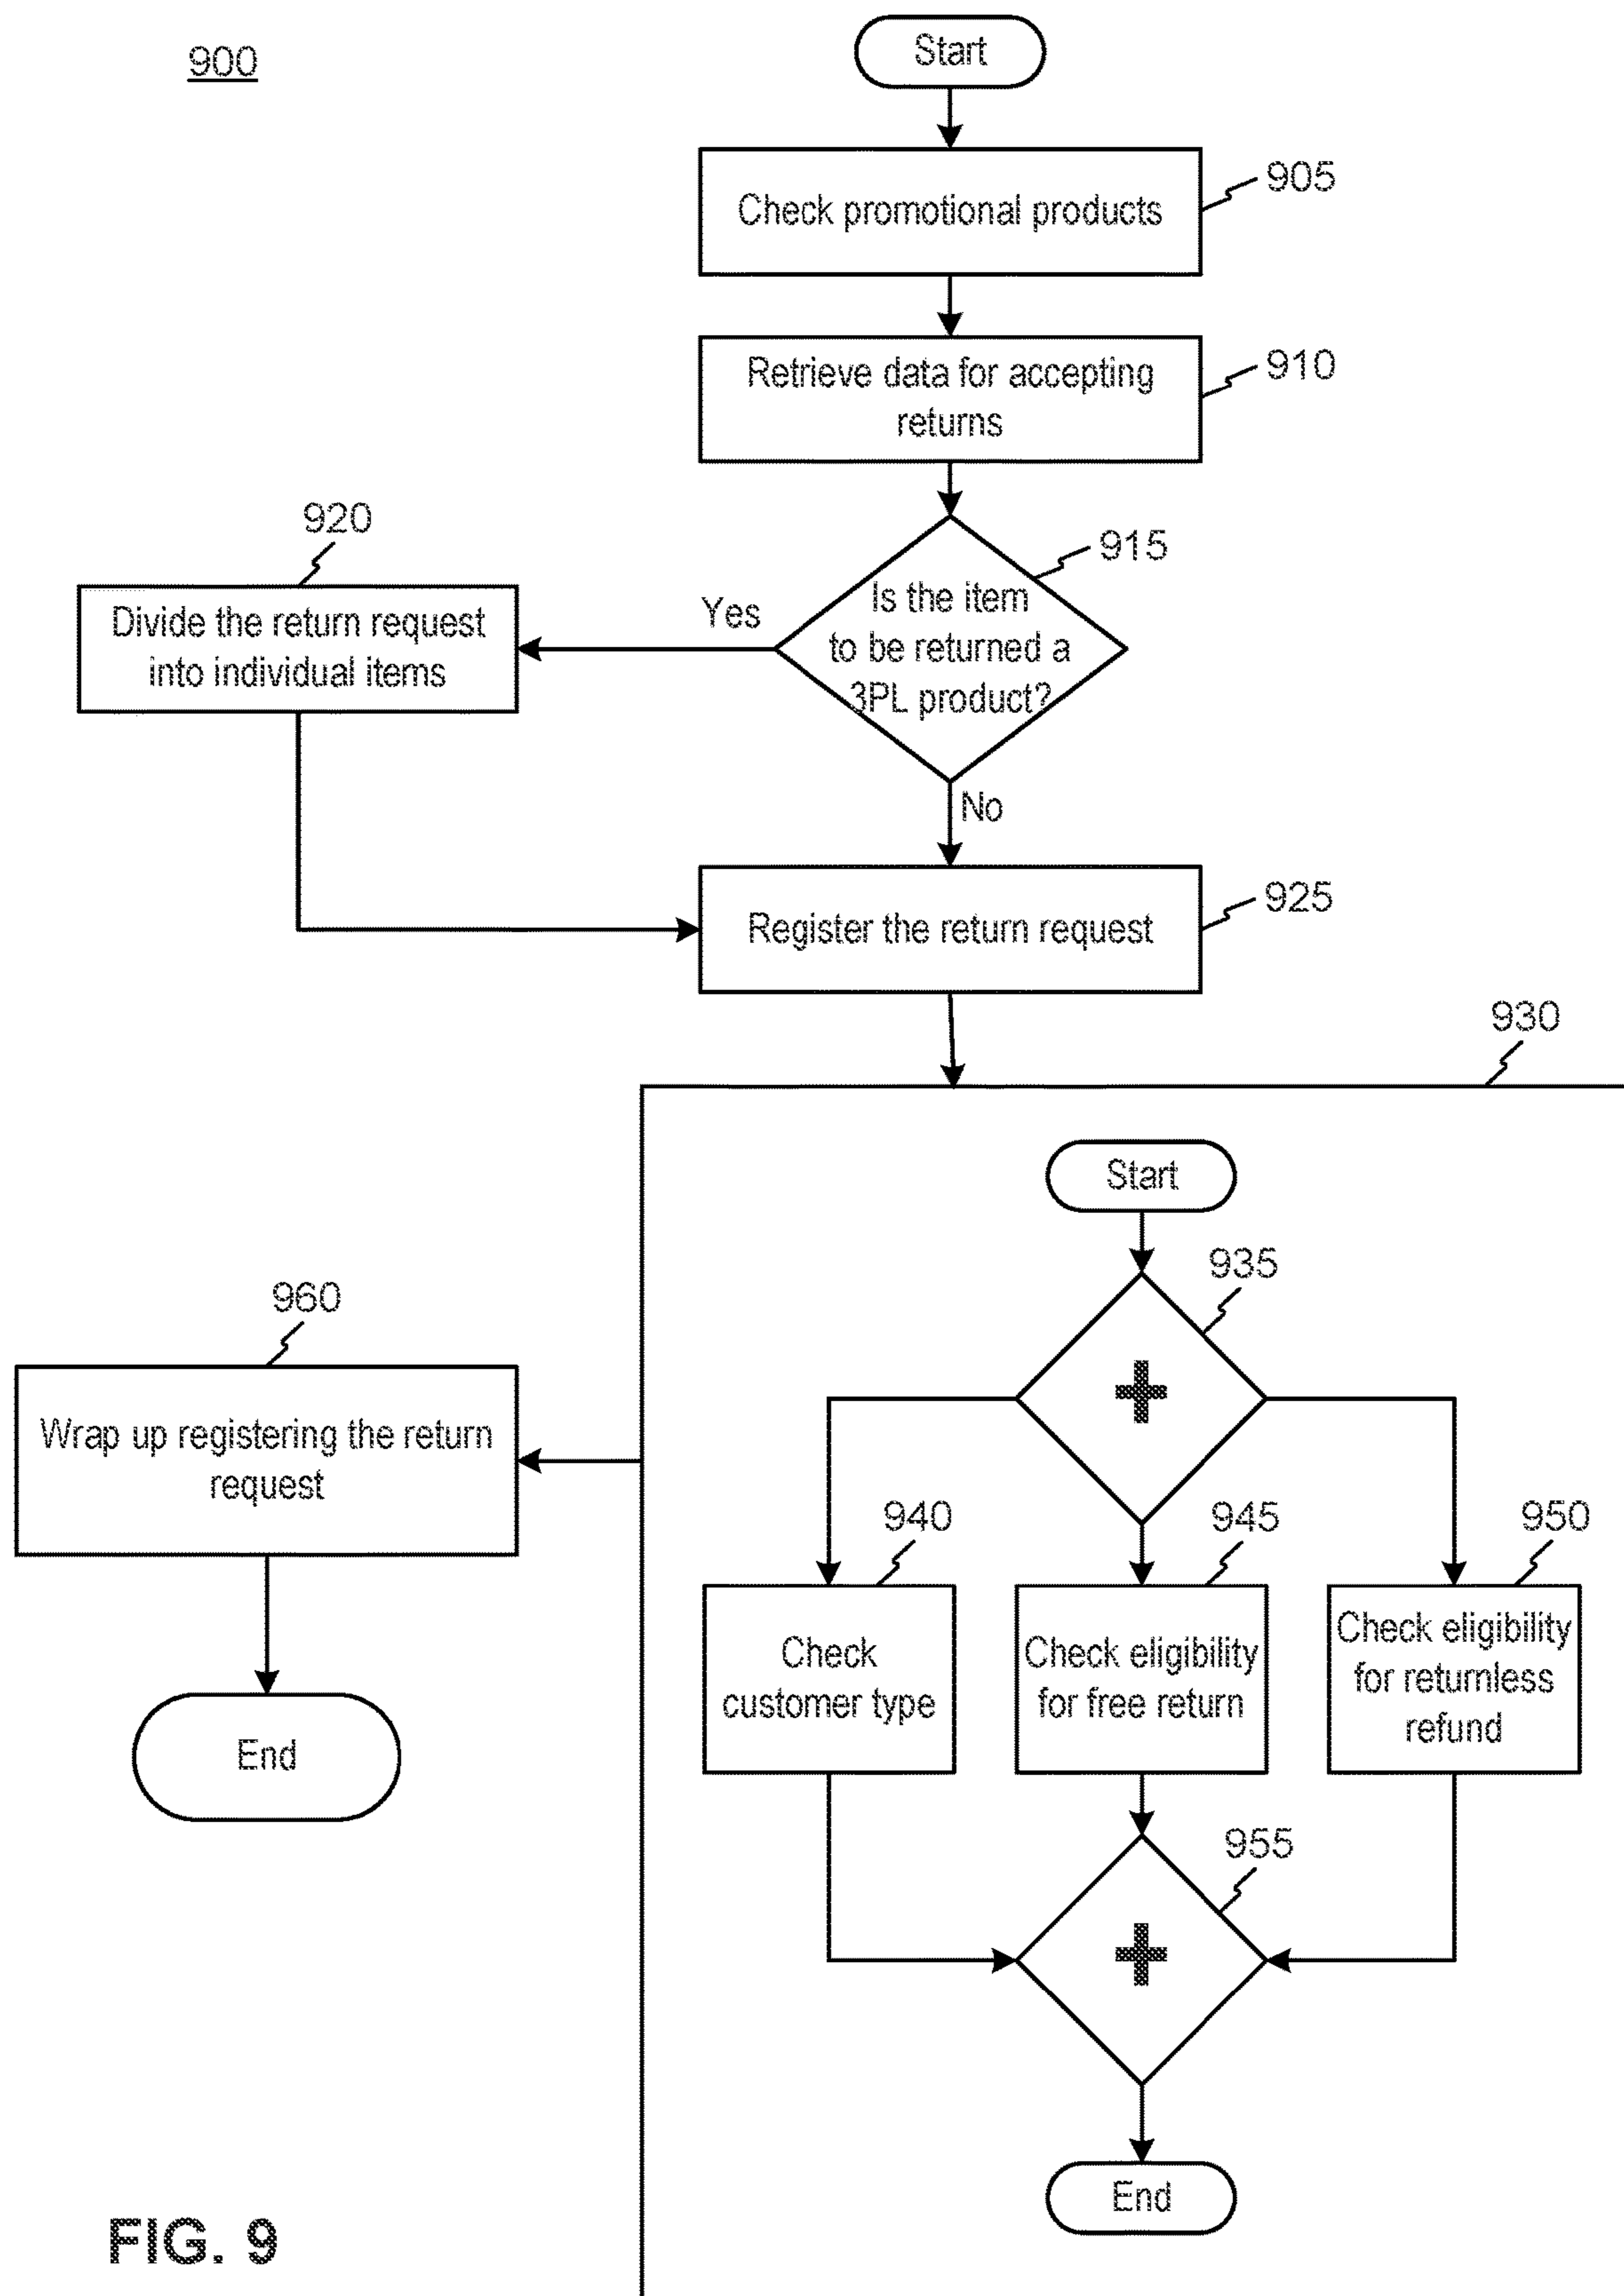 900
Start
905
Check promotional products
910
Retrieve data for accepting
returns
915
Is the item
to be returned a
3PL product?
Yes
No
920
Divide the return request
into individual items
925
Register the return request
930
Start
935
+
940
Check
customer type
945
Check eligibility
for free return
950
Check eligibility
for returnless
refund
955
+
End
960
Wrap up registering the return
request
End
FIG. 9